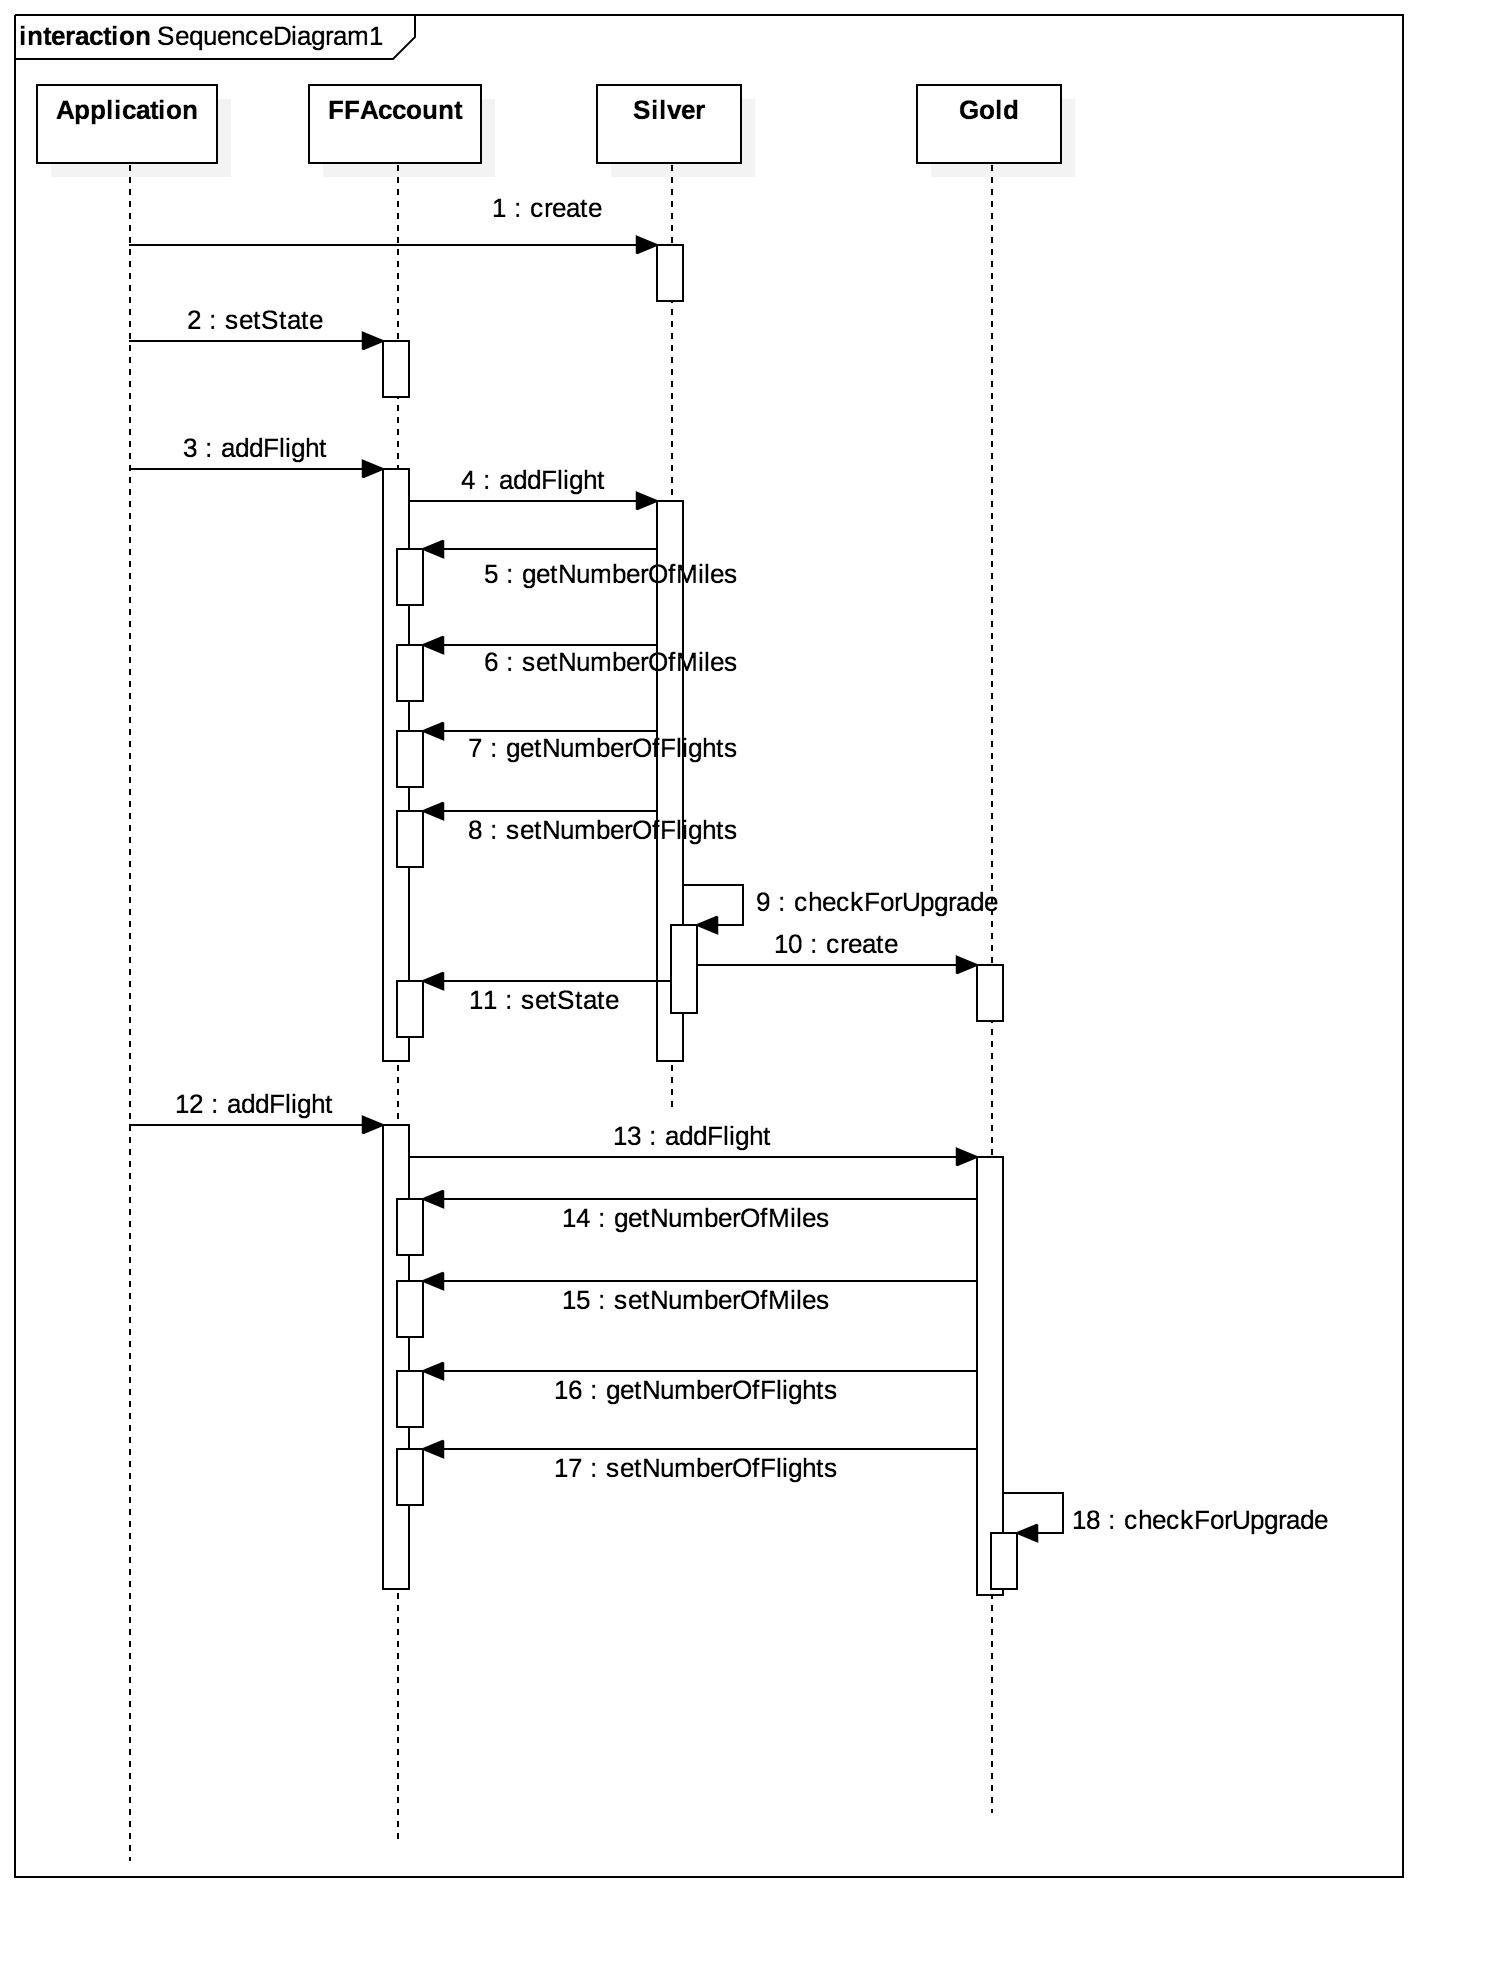 interaction SequenceDiagram1
Application
FFAccount
Silver
Gold
1 : create
2 : setState
3 : addFlight
4 : addFlight
5 : getNumberOfMiles
6 : setNumberOfMiles
7 : getNumberOfFlights
8 : setNumberOfFlights
9 : checkForUpgrade
10 : create
11 : setState
12 : addFlight
13 : addFlight
14 : getNumberOfMiles
15 : setNumberOfMiles
16 : getNumberOfFlights
17 : setNumberOfFlights
18 : checkForUpgrade